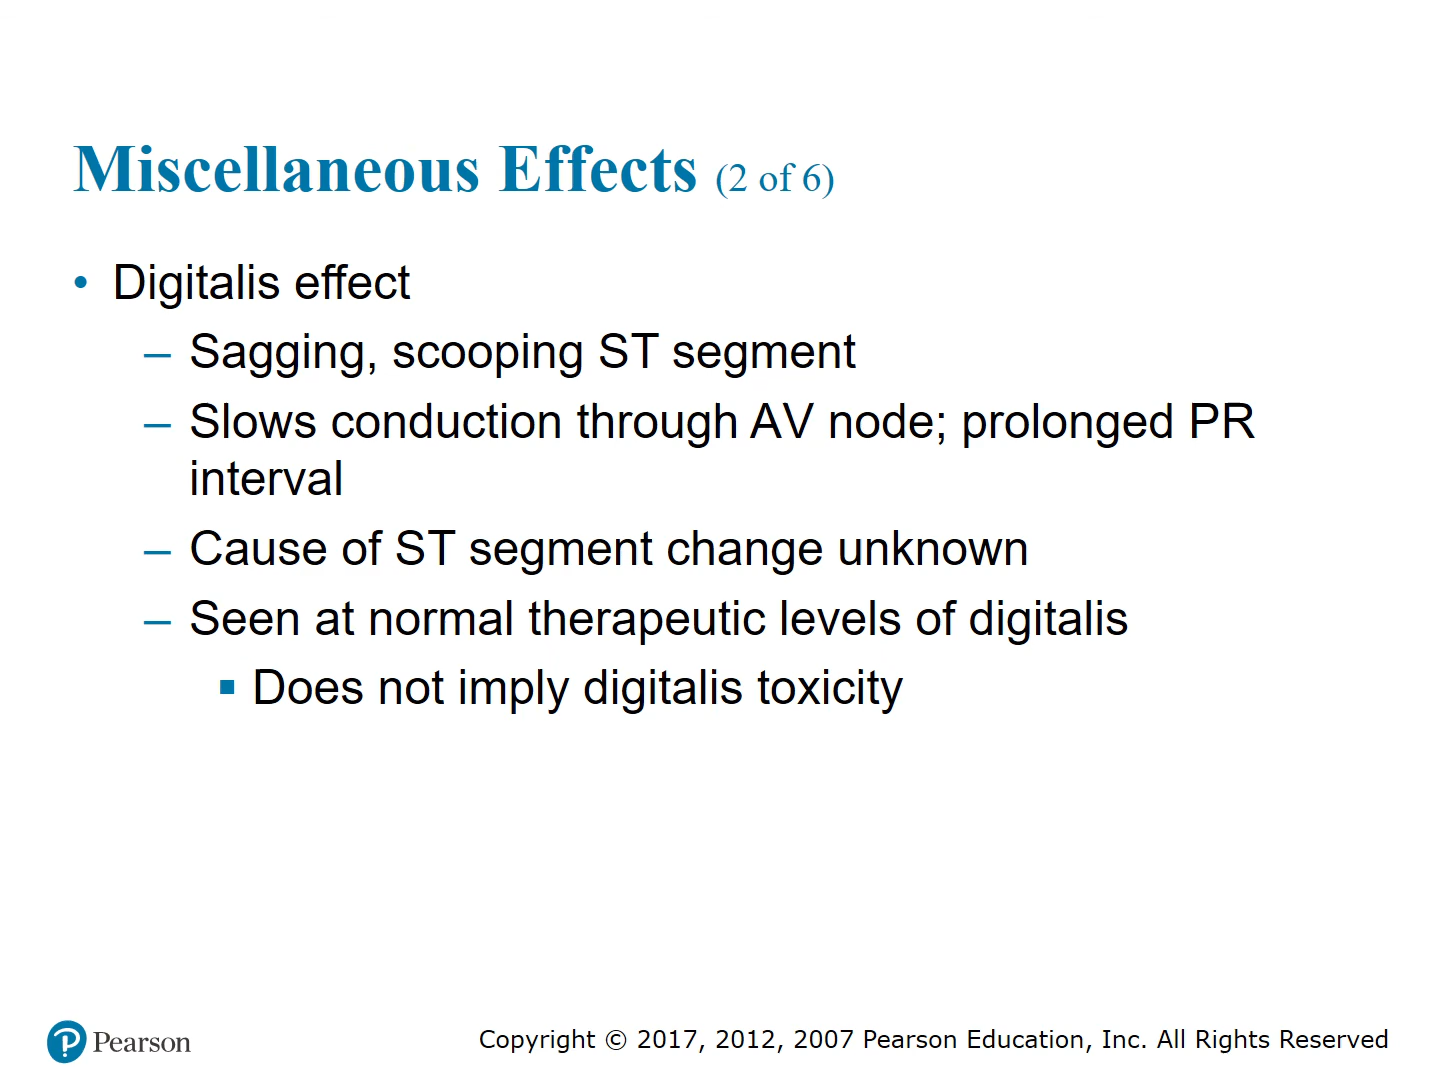 Miscellaneous Effects (2 of 6)
• Digitalis effect
– Sagging, scooping ST segment
– Slows conduction through AV node; prolonged PR
interval
– Cause of ST segment change unknown
– Seen at normal therapeutic levels of digitalis
▪ Does not imply digitalis toxicity
Pearson
Copyright © 2017, 2012, 2007 Pearson Education, Inc. All Rights Reserved